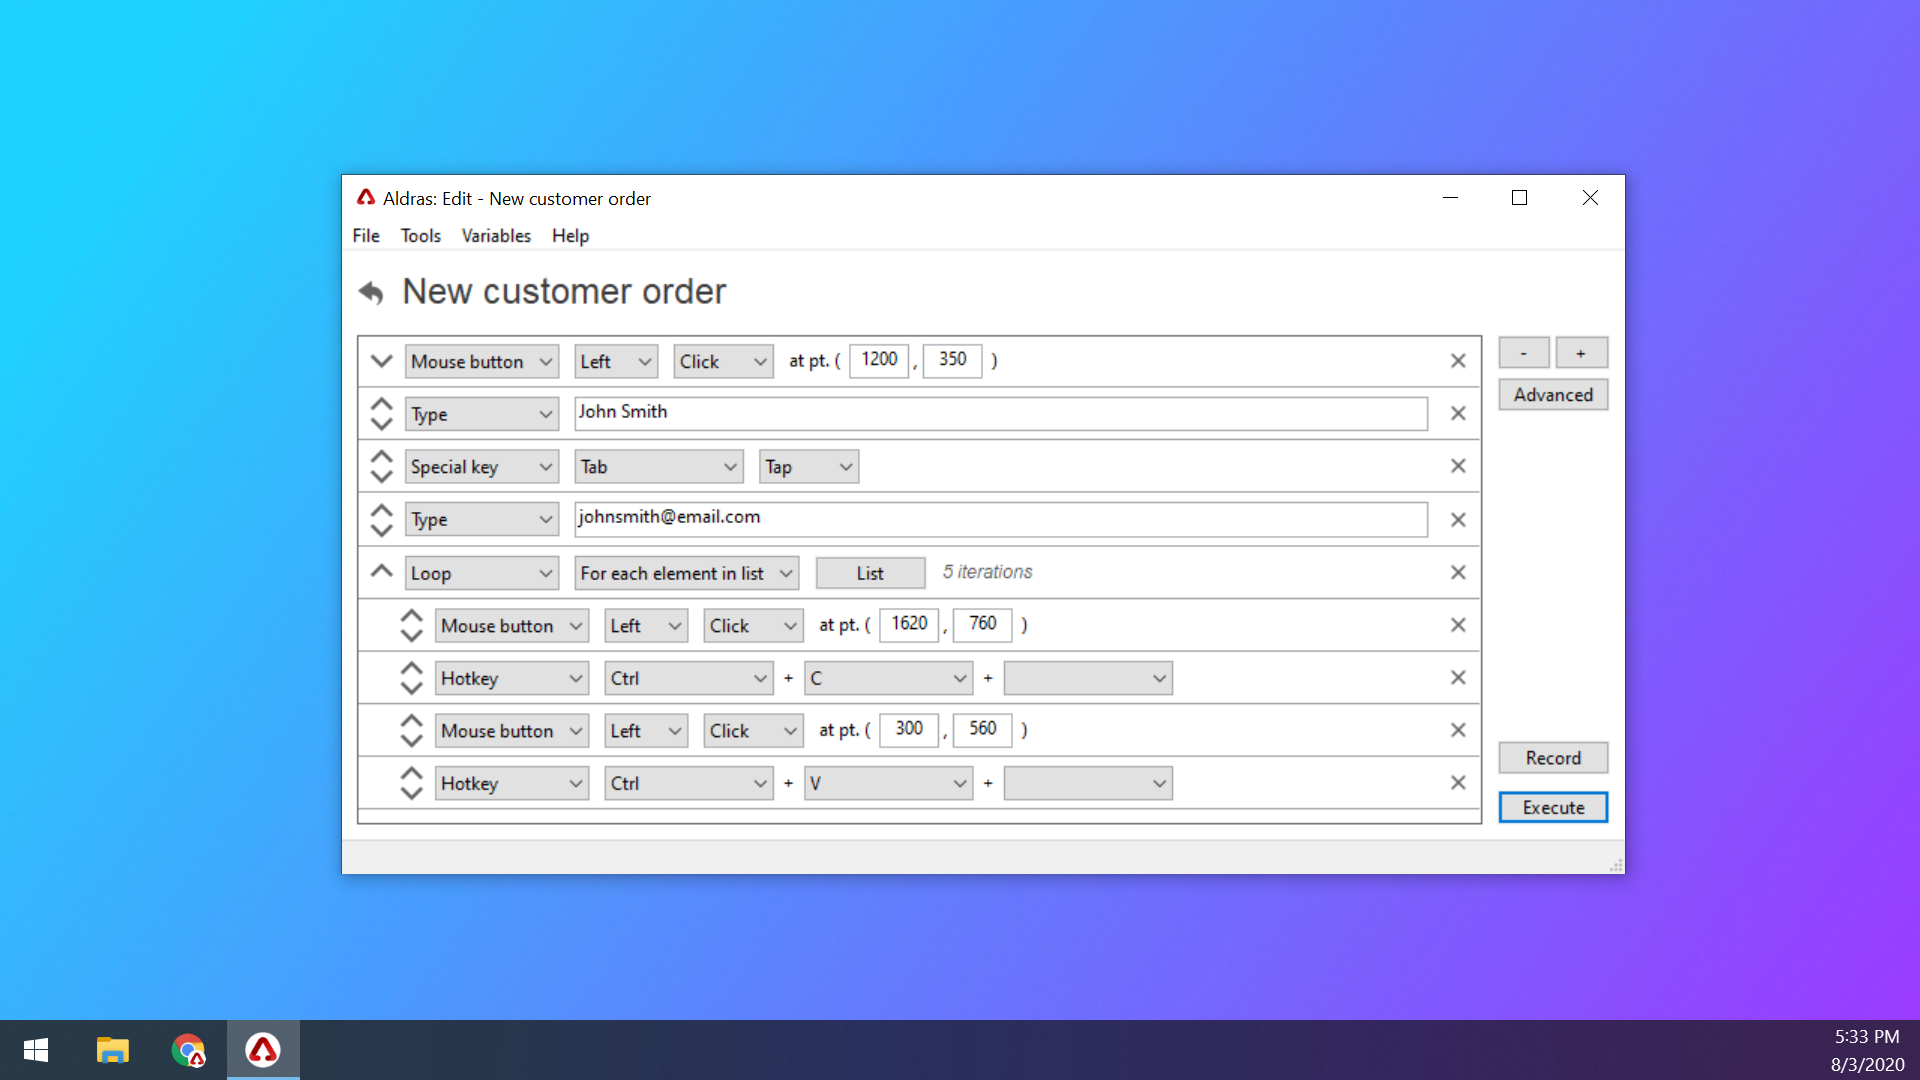 Aldras: Edit - New customer order
File Tools Variables Help
New customer order
Mouse button Left Click at pt. ( 1200 , 350 )
- +
Type John Smith
Advanced
Special key Tab Tap
Type johnsmith@email.com
Loop For each element in list List 5 iterations
Mouse button Left Click at pt. ( 1620 , 760 )
Hotkey Ctrl + C +
Mouse button Left Click at pt. ( 300 , 560 )
Record
Hotkey Ctrl + V +
Execute
5:33 PM
8/3/2020